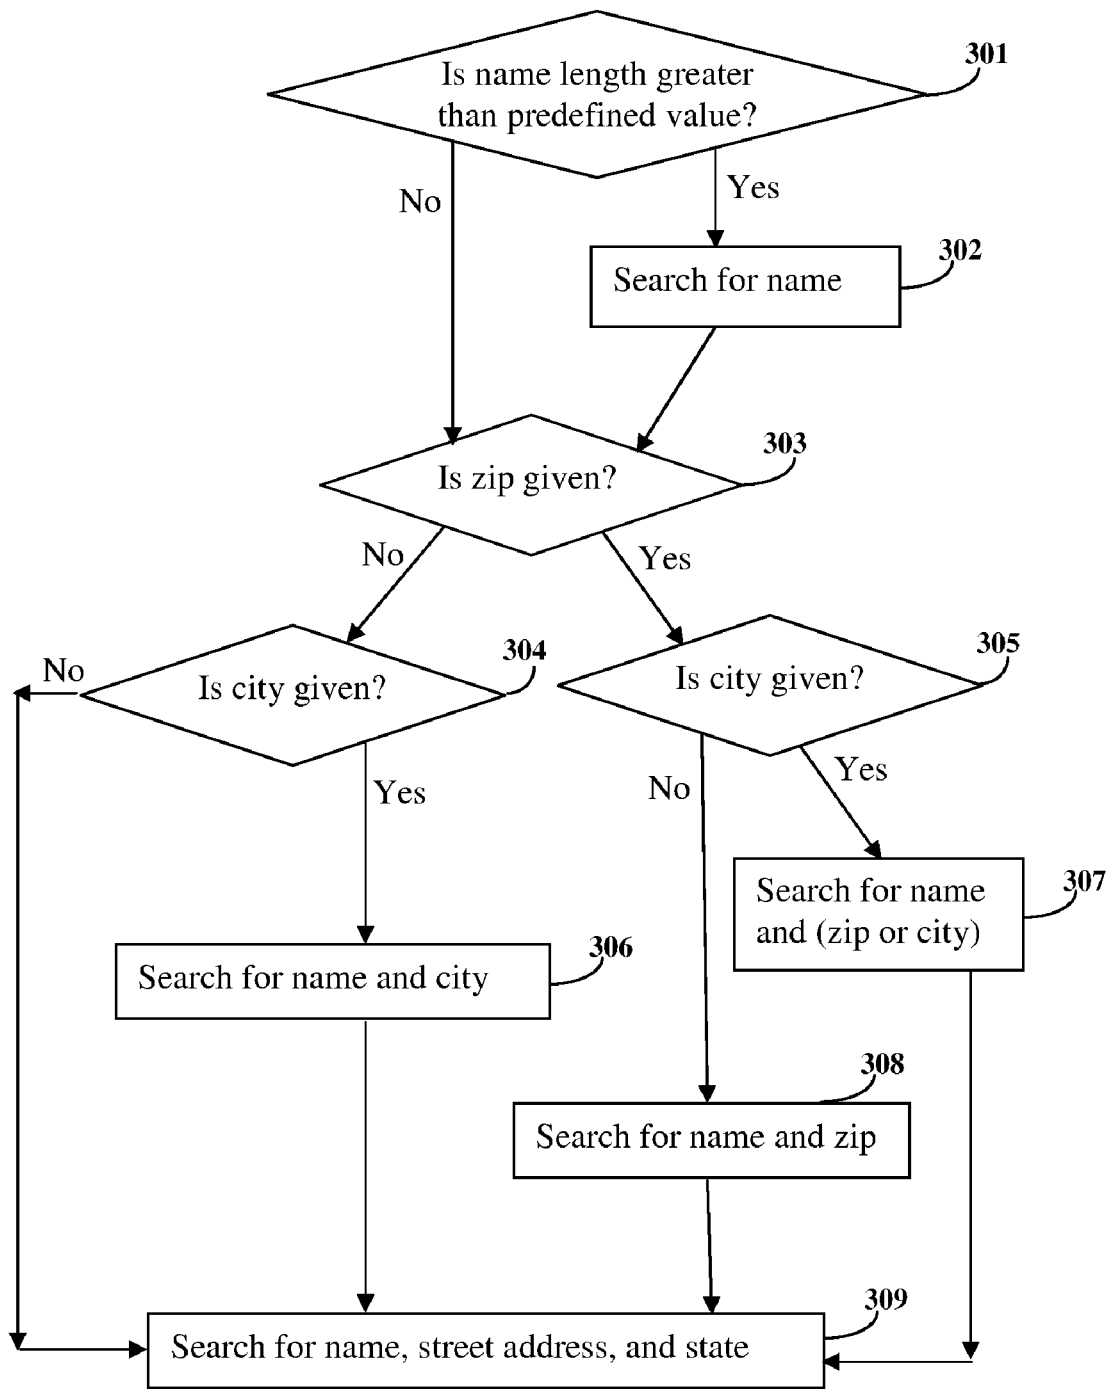 301
Is name length greater
than predefined value?
No
Yes
302
Search for name
303
Is zip given?
No
Yes
304
305
No
Is city given?
Is city given?
Yes
No
Yes
307
Search for name
and (zip or city)
306
Search for name and city
308
Search for name and zip
309
Search for name, street address, and state